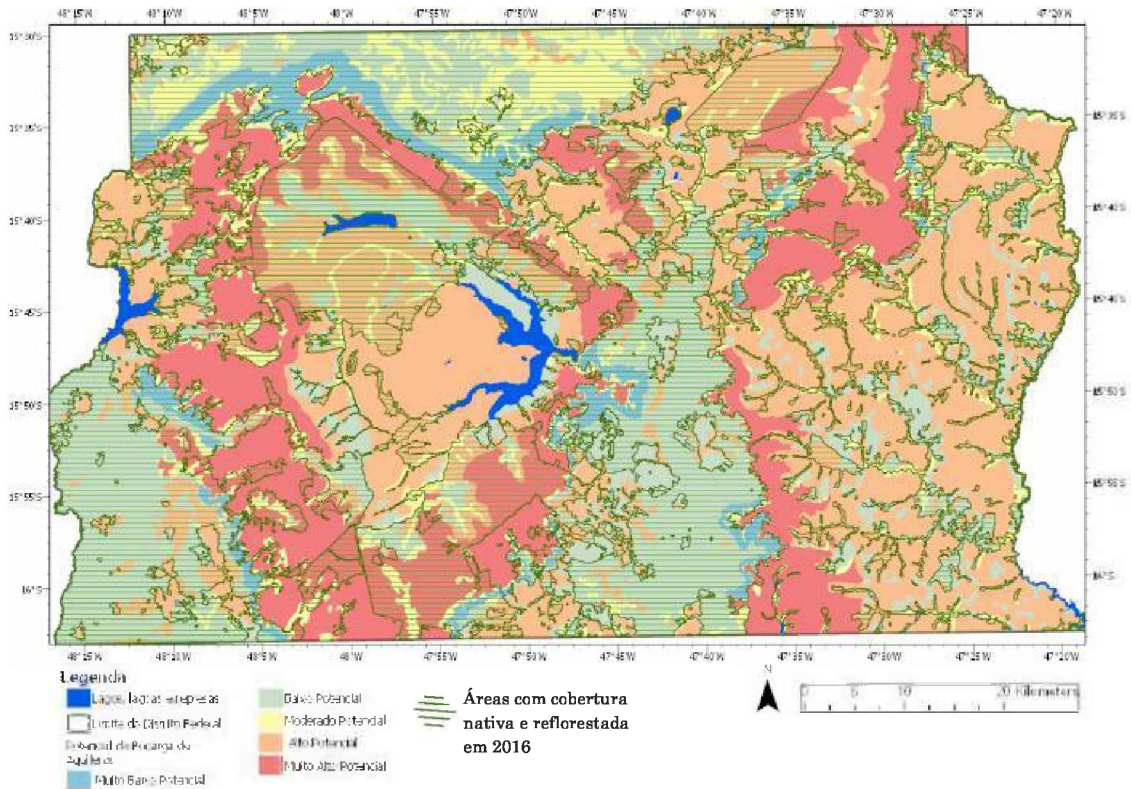 48°15'W 48°10'W 48°5'W 48°W 47°55'W 47°50'W 47°45'W 47°40'W 47°35'W 47°30'W 47°25'W 47°20'W
15°30'S
15°35'S 15°35'S
15°40'S 15°40'S
15°45'S 15°40'S
15°50'S 15°50'S
15°55'S 15°55'S
16°S 16°S
48°15'W 48°10'W 48°5'W 48°W 47°55'W 47°50'W 47°45'W 47°40'W 47°35'W 47°30'W 47°25'W 47°20'W
Legenda
Lagos, lagoas e represas
Limite do Distrito Federal
Potencial de Recarga de
Aquíferos
Muito Baixo Potencial
Baixo Potencial
Moderado Potencial
Alto Potencial
Muito Alto Potencial
Áreas com cobertura
nativa e reflorestada
em 2016
0 5 10 20 Kilometers